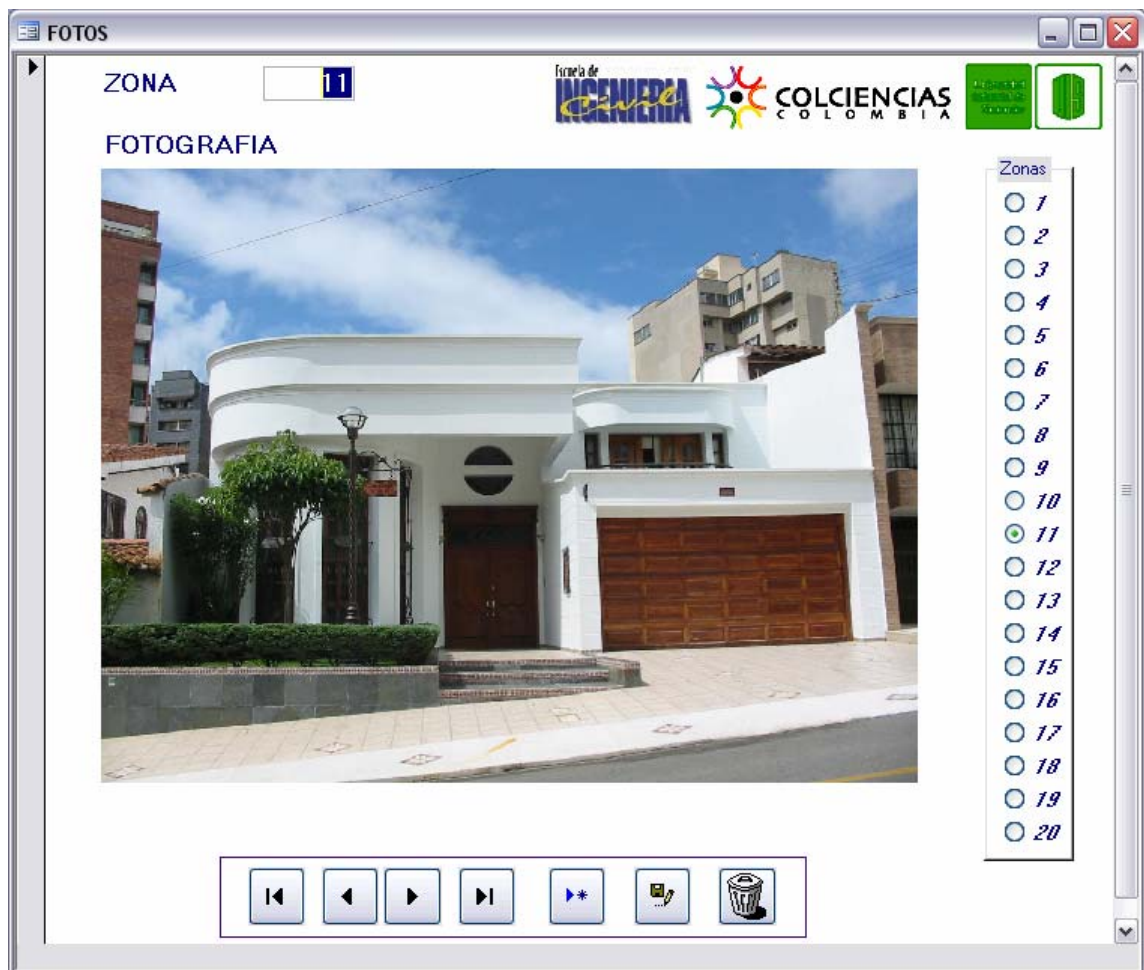 FOTOS
ZONA 11
Escuela de
INGENIERIA
Civil
COLCIENCIAS
COLOMBIA
FOTOGRAFIA
Zonas
1
2
3
4
5
6
7
8
9
10
11
12
13
14
15
16
17
18
19
20